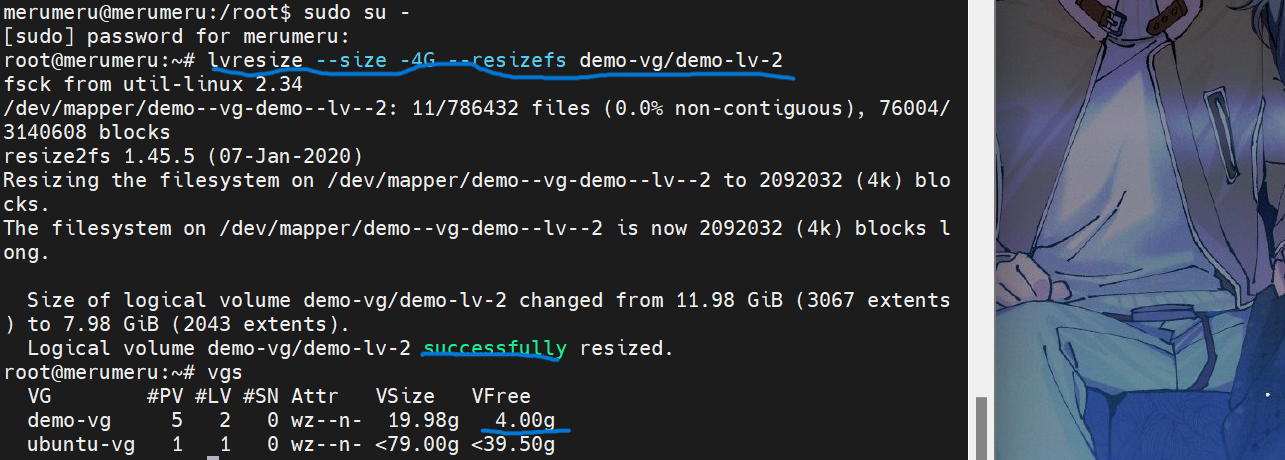 merumeru@merumeru:/root$ sudo su -
[sudo] password for merumeru:
root@merumeru:~# lvresize --size -4G --resizefs demo-vg/demo-lv-2
fsck from util-linux 2.34
/dev/mapper/demo--vg-demo--lv--2: 11/786432 files (0.0% non-contiguous), 76004/
3140608 blocks
resize2fs 1.45.5 (07-Jan-2020)
Resizing the filesystem on /dev/mapper/demo--vg-demo--lv--2 to 2092032 (4k) blo
cks.
The filesystem on /dev/mapper/demo--vg-demo--lv--2 is now 2092032 (4k) blocks l
ong.
  Size of logical volume demo-vg/demo-lv-2 changed from 11.98 GiB (3067 extents
) to 7.98 GiB (2043 extents).
  Logical volume demo-vg/demo-lv-2 successfully resized.
root@merumeru:~# vgs
  VG        #PV #LV #SN Attr   VSize   VFree
  demo-vg     5   2   0 wz--n-  19.98g   4.00g
  ubuntu-vg   1   1   0 wz--n- <79.00g <39.50g